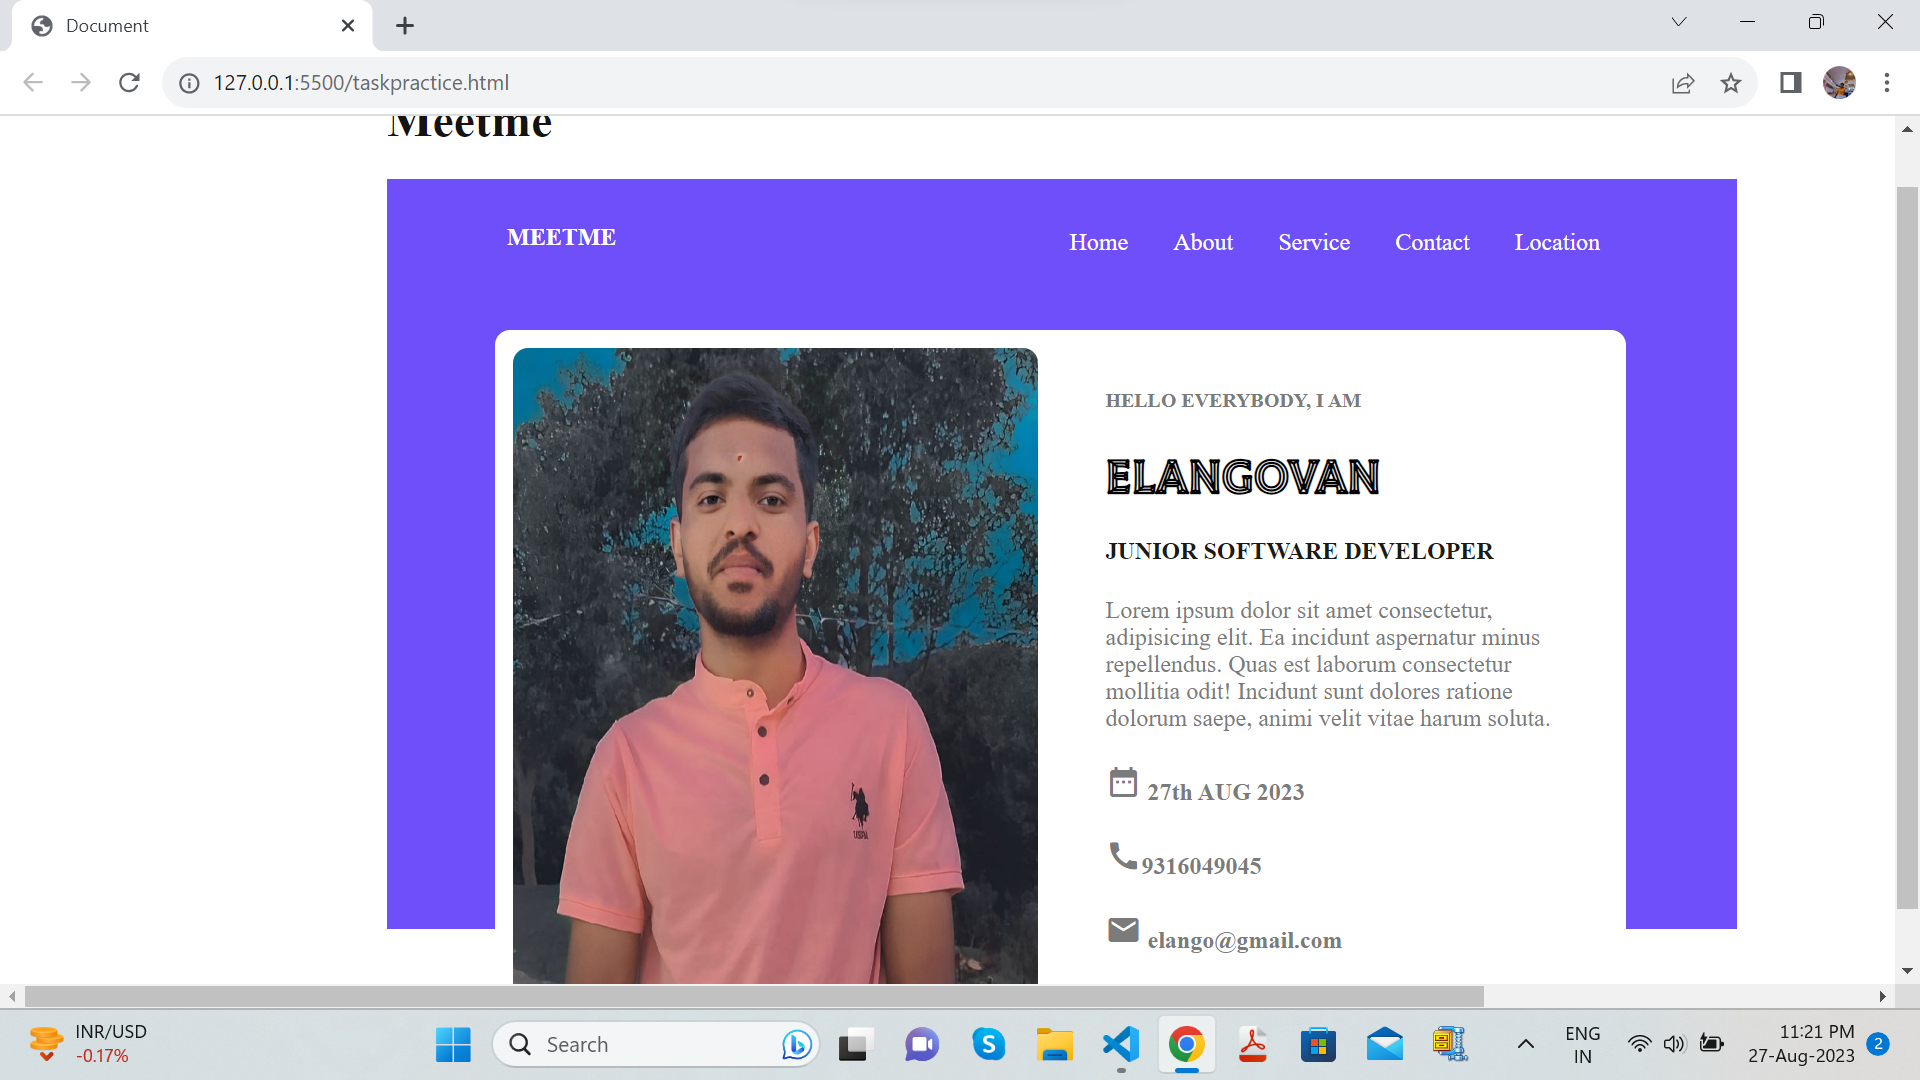 Document
127.0.0.1:5500/taskpractice.html
Meetme
MEETME
Home About Service Contact Location
HELLO EVERYBODY, I AM
ELANGOVAN
JUNIOR SOFTWARE DEVELOPER
Lorem ipsum dolor sit amet consectetur,
adipisicing elit. Ea incidunt aspernatur minus
repellendus. Quas est laborum consectetur
mollitia odit! Incidunt sunt dolores ratione
dolorum saepe, animi velit vitae harum soluta.
27th AUG 2023
9316049045
elango@gmail.com
USPA
INR/USD
-0.17%
Search
ENG
IN
11:21 PM
27-Aug-2023
2